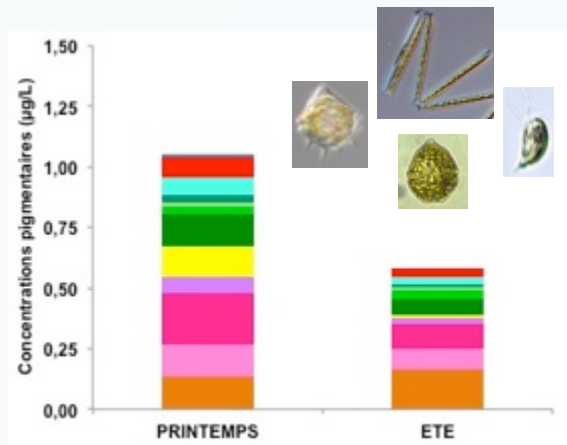 Concentrations pigmentaires (µg/L)
1,50
1,25
1,00
0,75
0,50
0,25
0,00
PRINTEMPS
ETE